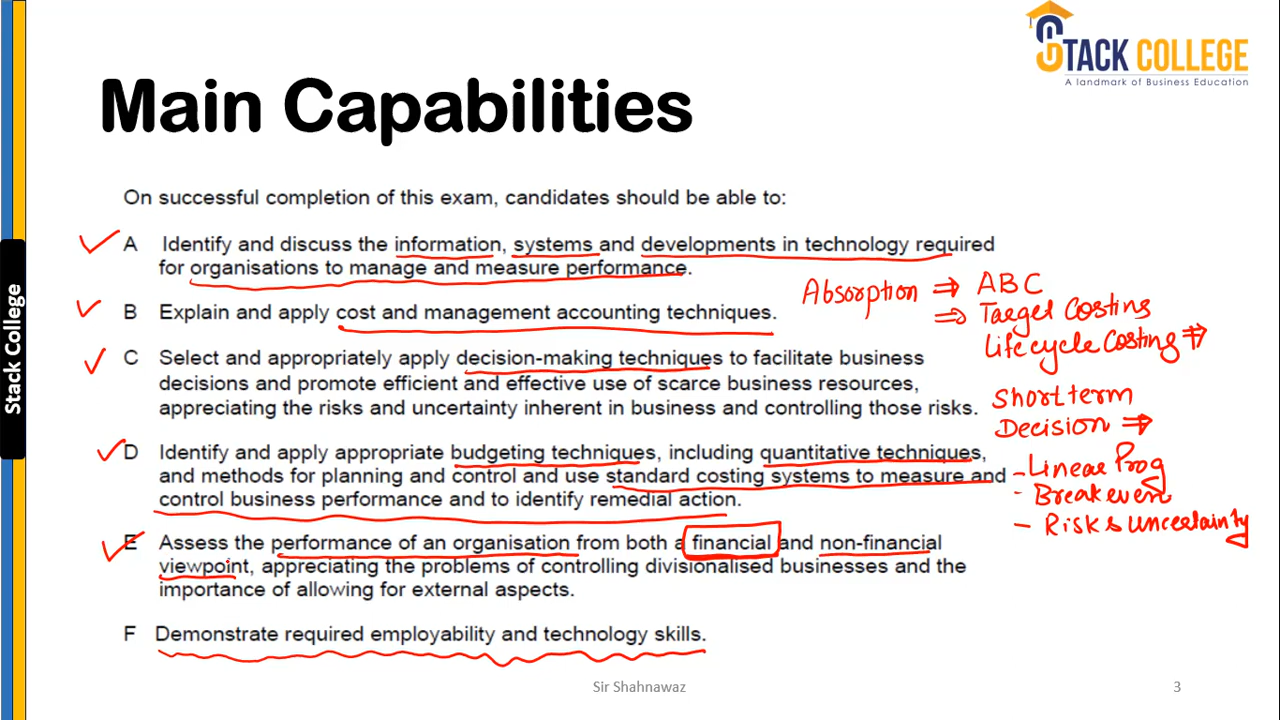 STACK COLLEGE
A landmark of Business Education
Main Capabilities
On successful completion of this exam, candidates should be able to:
A Identify and discuss the information, systems and developments in technology required
for organisations to manage and measure performance.
Absorption ⇒ ABC
⇒ Target Costing
Lifecycle Costing ⇒
B Explain and apply cost and management accounting techniques.
C Select and appropriately apply decision-making techniques to facilitate business
decisions and promote efficient and effective use of scarce business resources,
appreciating the risks and uncertainty inherent in business and controlling those risks.
Short term
Decision ⇒
- Linear Prog
- Breakeven
- Risk & Uncertainty
D Identify and apply appropriate budgeting techniques, including quantitative techniques,
and methods for planning and control and use standard costing systems to measure and
control business performance and to identify remedial action.
E Assess the performance of an organisation from both a financial and non-financial
viewpoint, appreciating the problems of controlling divisionalised businesses and the
importance of allowing for external aspects.
F Demonstrate required employability and technology skills.
Stack College
Sir Shahnawaz
3